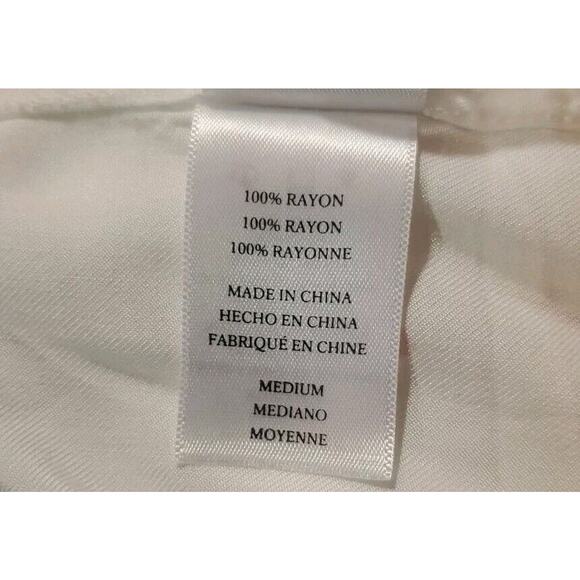 100% RAYON
100% RAYON
100% RAYONNE
MADE IN CHINA
HECHO EN CHINA
FABRIQUÉ EN CHINE
MEDIUM
MEDIANO
MOYENNE